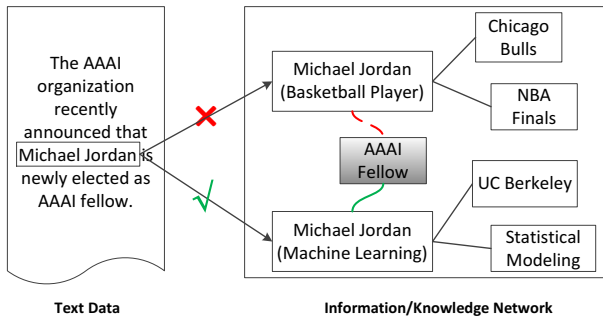 The AAAI
organization
recently
announced that
Michael Jordan is
newly elected as
AAAI fellow.
Text Data
Michael Jordan
(Basketball Player)
Chicago
Bulls
NBA
Finals
AAAI
Fellow
Michael Jordan
(Machine Learning)
UC Berkeley
Statistical
Modeling
Information/Knowledge Network